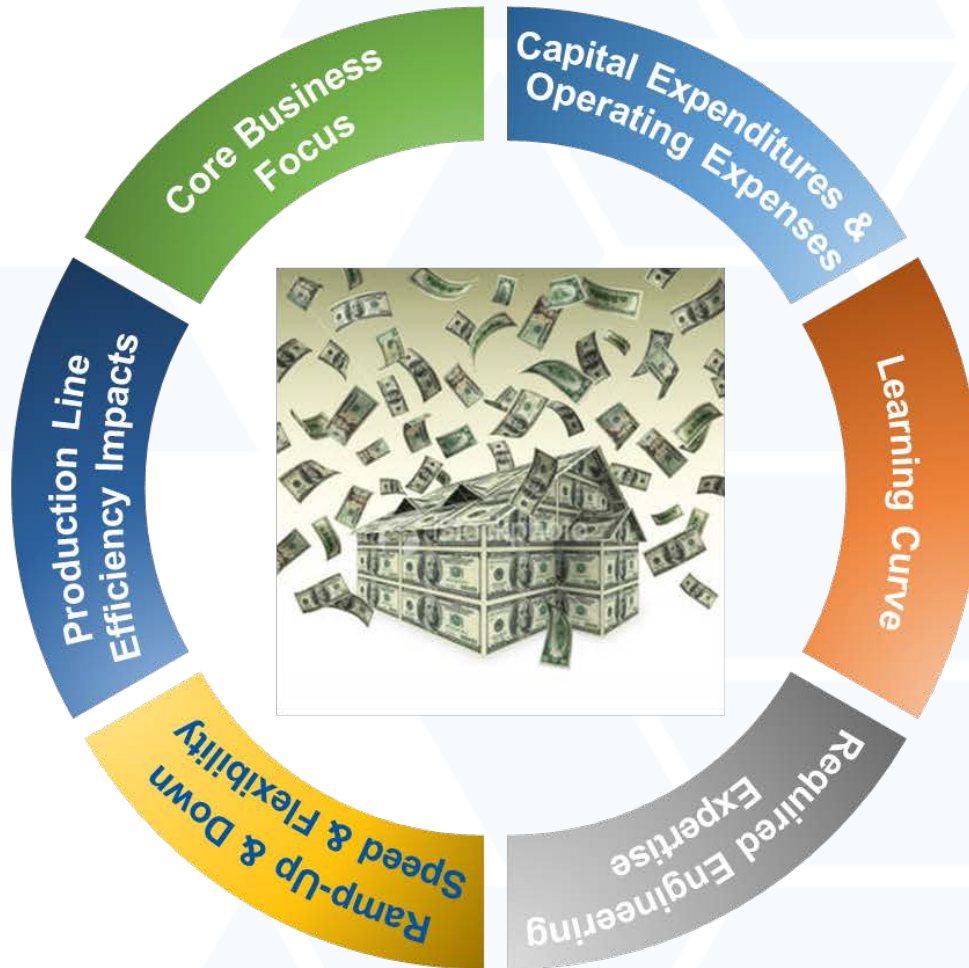 Core Business
Focus
Capital Expenditures &
Operating Expenses
Learning Curve
Required Engineering
Expertise
Ramp-Up & Down
Speed & Flexibility
Production Line
Efficiency Impacts